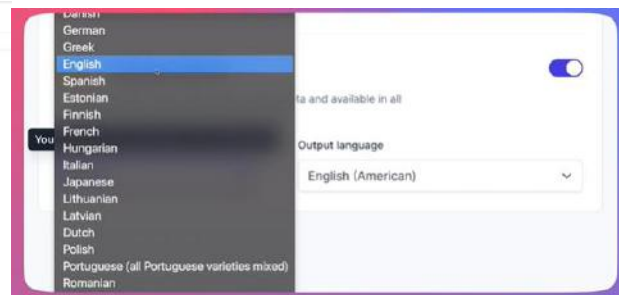 Danish
German
Greek
English
Spanish
Estonian
Finnish
French
Hungarian
Italian
Japanese
Lithuanian
Latvian
Dutch
Polish
Portuguese (all Portuguese varieties mixed)
Romanian
ta and available in all
You
Output language
English (American)